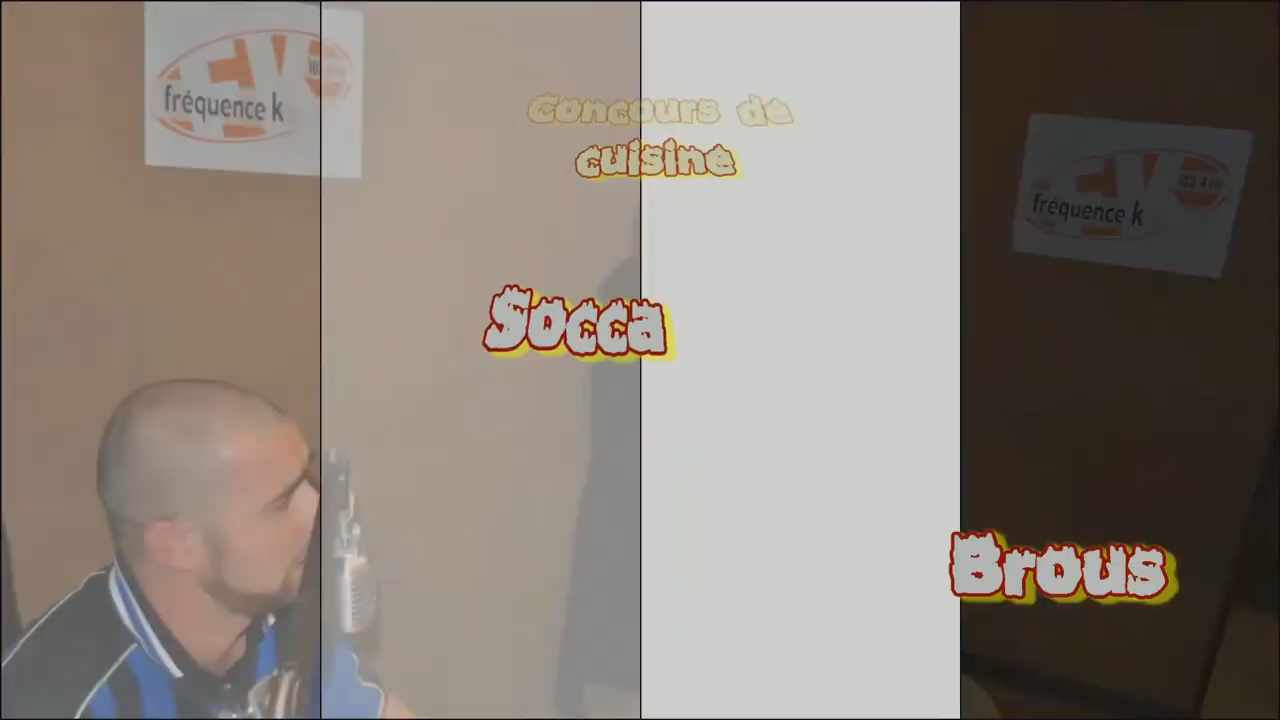 fréquence k
Concours de
cuisine
fréquence k
Socca
Brous